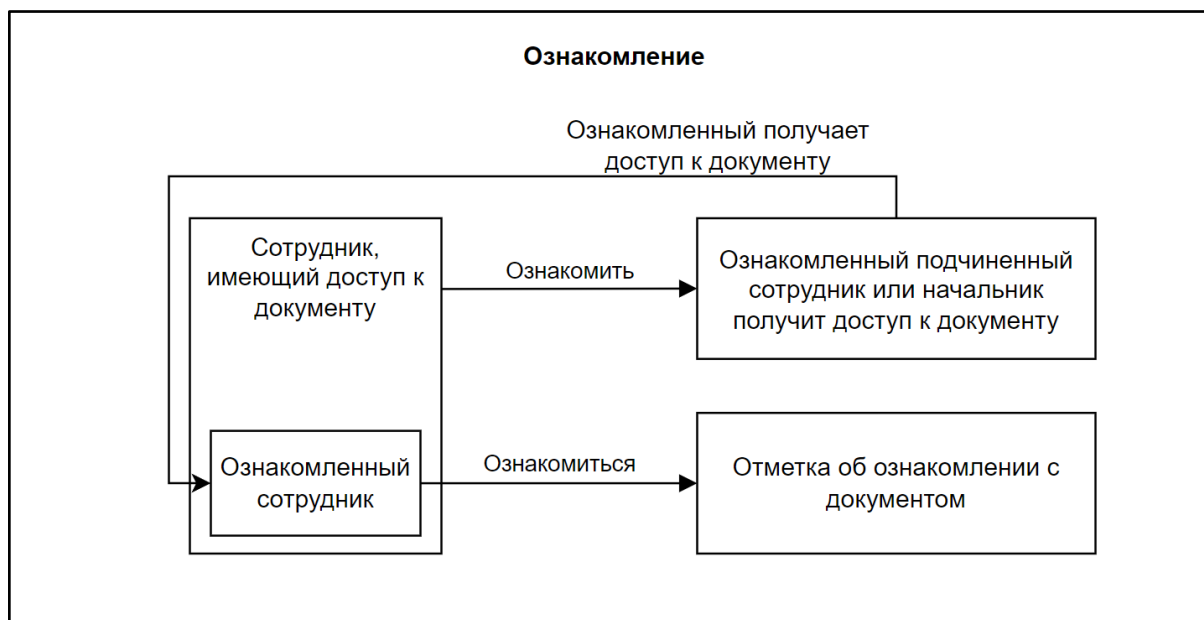 Ознакомление
Ознакомленный получает
доступ к документу
Сотрудник,
имеющий доступ к
документу
Ознакомить
Ознакомленный подчиненный
сотрудник или начальник
получит доступ к документу
Ознакомленный
сотрудник
Ознакомиться
Отметка об ознакомлении с
документом